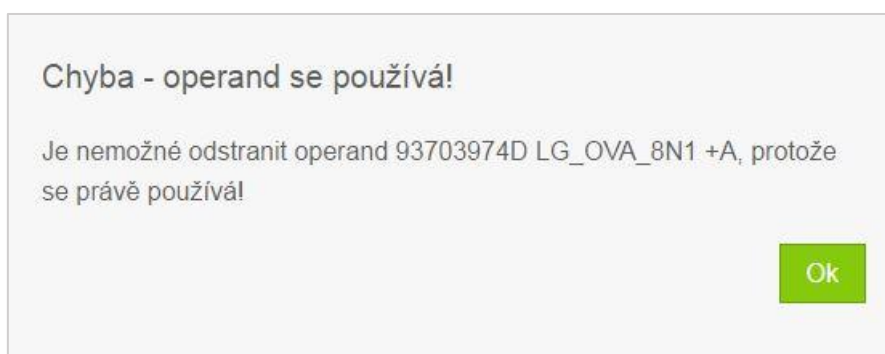 Chyba - operand se používá!
Je nemožné odstranit operand 93703974D LG_OVA_8N1 +A, protože
se právě používá!
Ok